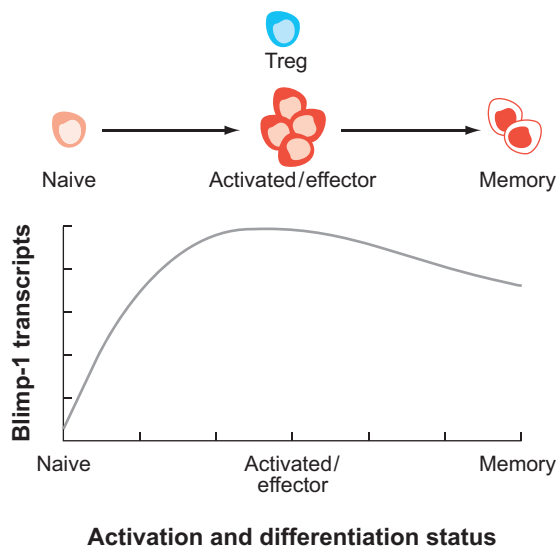 Treg
Naive
Activated/effector
Memory
Blimp-1 transcripts
Naive
Activated/
effector
Memory
Activation and differentiation status